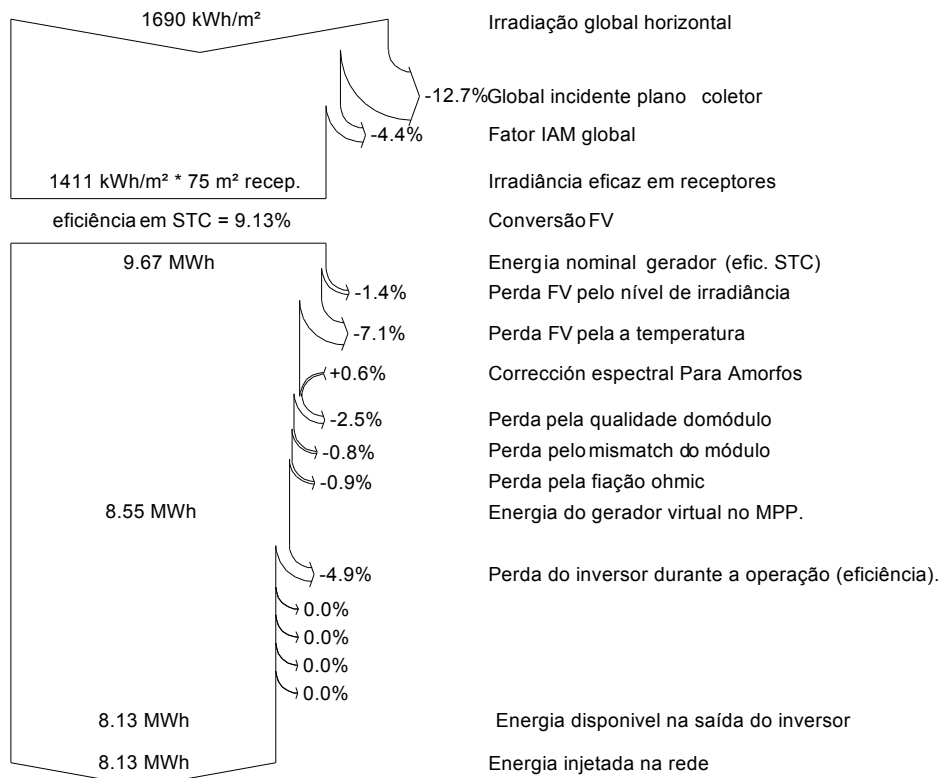 1690 kWh/m² Irradiação global horizontal
-12.7% Global incidente plano coletor
-4.4% Fator IAM global
1411 kWh/m² * 75 m² recep. Irradiância eficaz em receptores
eficiência em STC = 9.13% Conversão FV
9.67 MWh Energia nominal gerador (efic. STC)
-1.4% Perda FV pelo nível de irradiância
-7.1% Perda FV pela a temperatura
+0.6% Corrección espectral Para Amorfos
-2.5% Perda pela qualidade domódulo
-0.8% Perda pelo mismatch do módulo
-0.9% Perda pela fiação ohmic
8.55 MWh Energia do gerador virtual no MPP.
-4.9% Perda do inversor durante a operação (eficiência).
0.0%
0.0%
0.0%
0.0%
8.13 MWh Energia disponivel na saída do inversor
8.13 MWh Energia injetada na rede